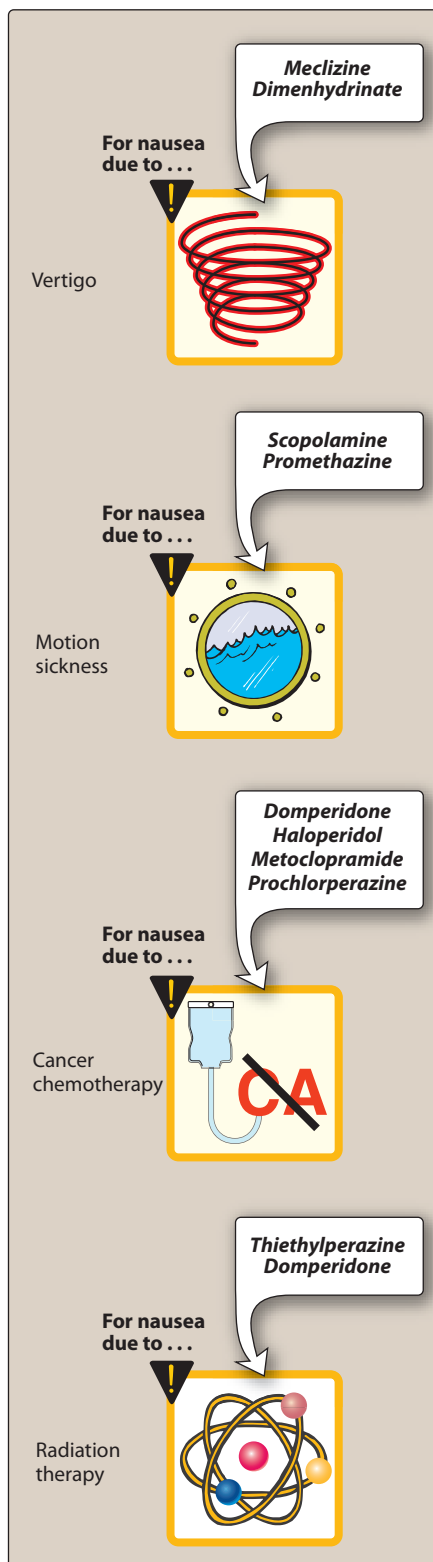 Meclizine
Dimenhydrinate
For nausea
due to . . .
Vertigo
Scopolamine
Promethazine
For nausea
due to . . .
Motion
sickness
Domperidone
Haloperidol
Metoclopramide
Prochlorperazine
For nausea
due to . . .
Cancer
chemotherapy
CA
Thiethylperazine
Domperidone
For nausea
due to . . .
Radiation
therapy